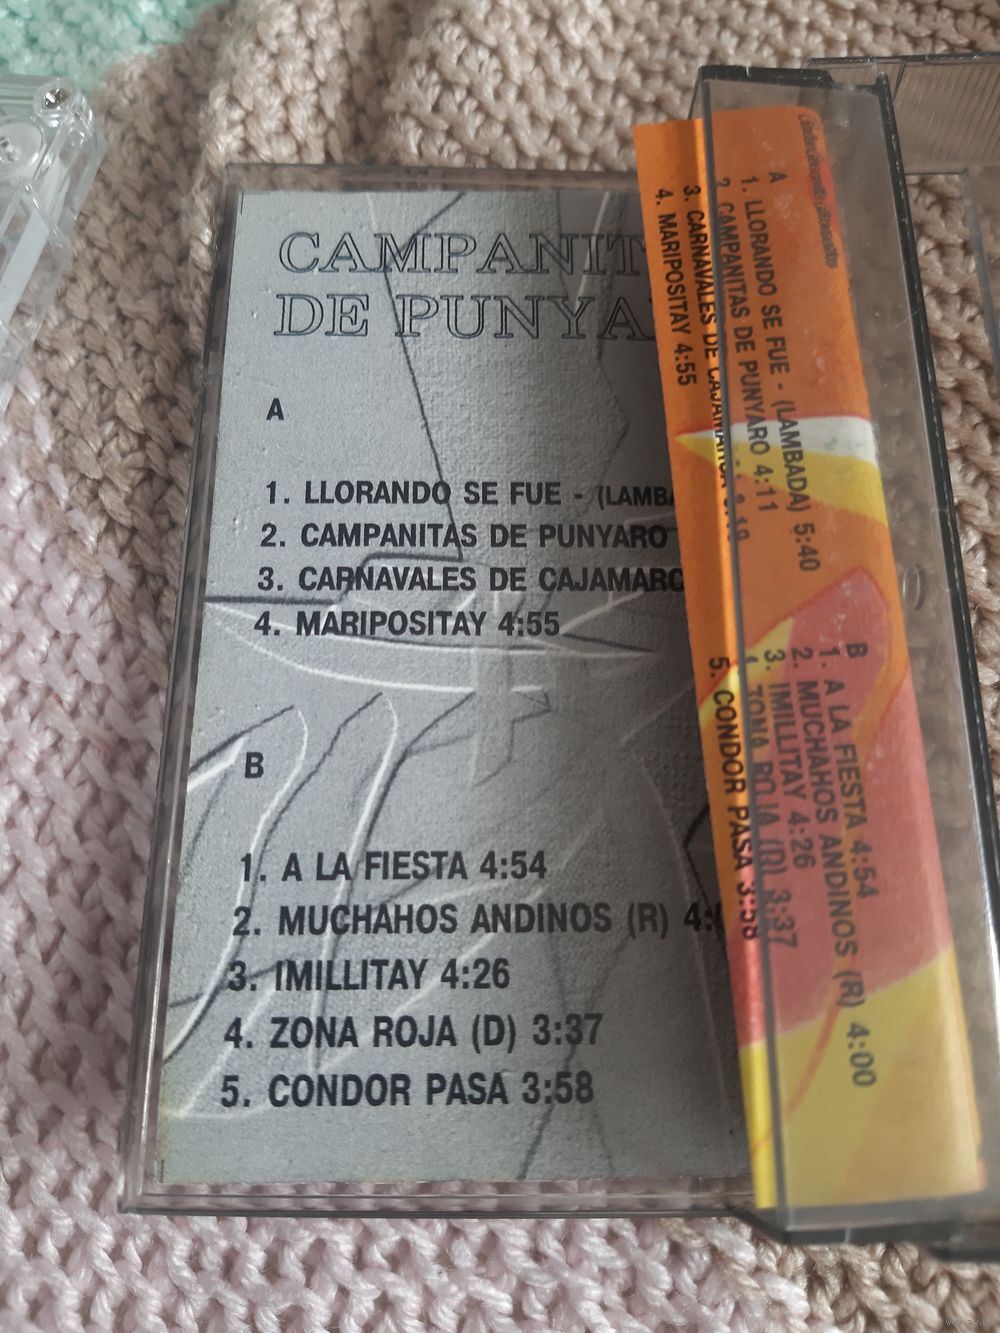 CAMPANIT
DE PUNYA
A
1. LLORANDO SE FUE - (LAMBA
2. CAMPANITAS DE PUNYARO
3. CARNAVALES DE CAJAMARC
4. MARIPOSITAY 4:55
B
1. A LA FIESTA 4:54
2. MUCHAHOS ANDINOS (R) 4:
3. IMILLITAY 4:26
4. ZONA ROJA (D) 3:37
5. CONDOR PASA 3:58
A
1. LLORANDO SE FUE - (LAMBADA) 5:40
2. CAMPANITAS DE PUNYARO 4:11
3. CARNAVALES DE CAJAMARCA
4. MARIPOSITAY 4:55
B
1. A LA FIESTA 4:54
2. MUCHAHOS ANDINOS (R) 4:00
3. IMILLITAY 4:26
4. ZONA ROJA (D) 3:37
5. CONDOR PASA 3:58